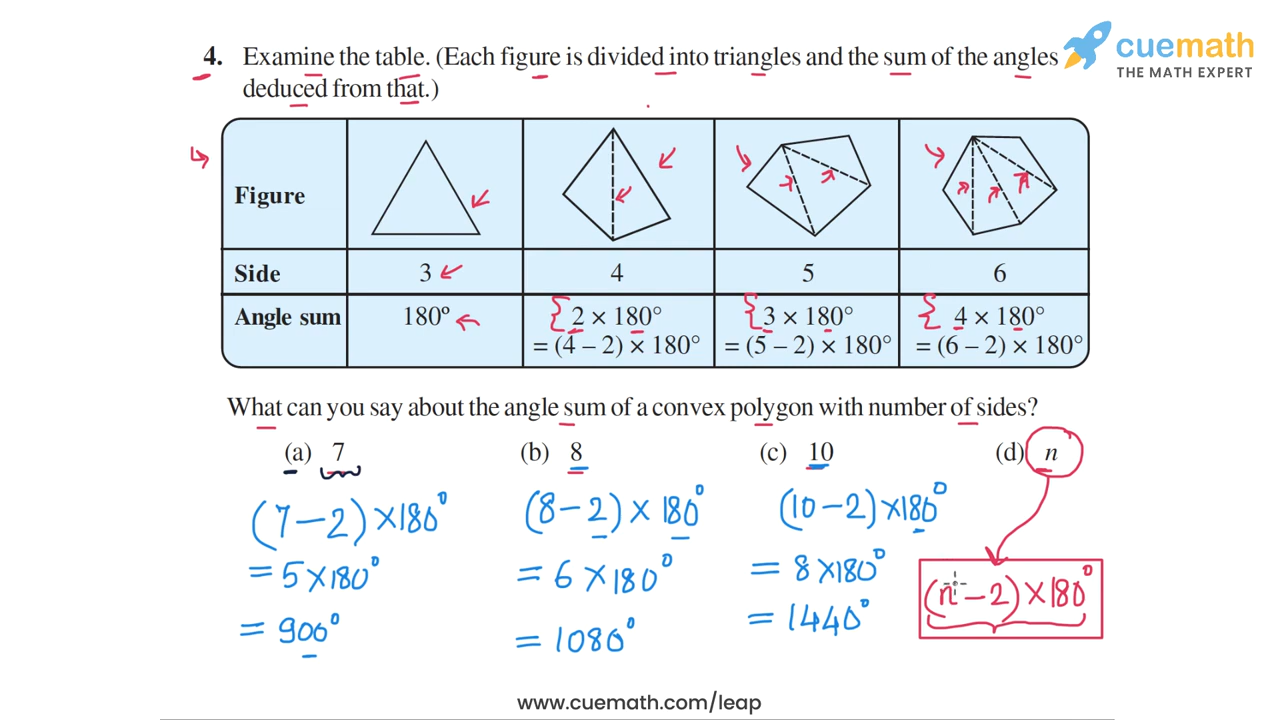 4. Examine the table. (Each figure is divided into triangles and the sum of the angles
deduced from that.)
cuemath
THE MATH EXPERT
Figure
Side 3 4 5 6
Angle sum 180° 2 × 180° 3 × 180° 4 × 180°
= (4 – 2) × 180° = (5 – 2) × 180° = (6 – 2) × 180°
What can you say about the angle sum of a convex polygon with number of sides?
(a) 7 (b) 8 (c) 10 (d) n
(7 – 2) × 180° (8 – 2) × 180° (10 – 2) × 180°
= 5 × 180° = 6 × 180° = 8 × 180° (n – 2) × 180°
= 900° = 1080° = 1440°
www.cuemath.com/leap